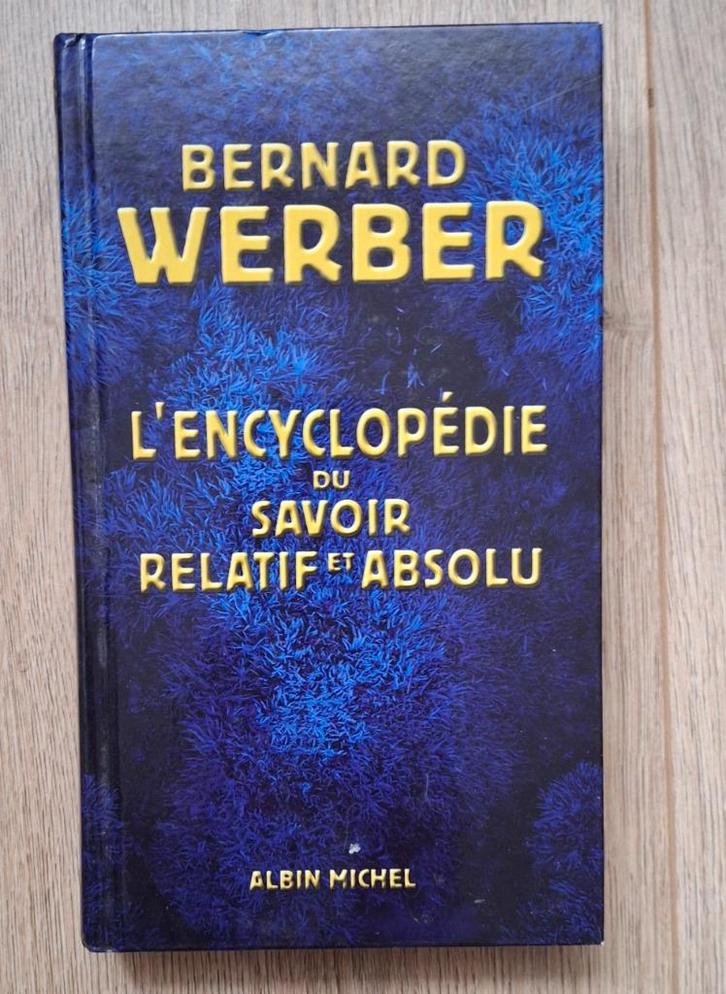 BERNARD
WERBER
L'ENCYCLOPÉDIE
DU
SAVOIR
RELATIF ET ABSOLU
ALBIN MICHEL